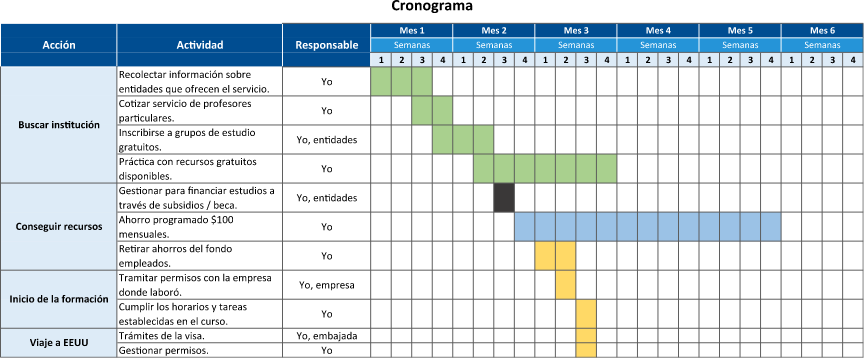 Cronograma
Acción Actividad Responsable Mes 1 Mes 2 Mes 3 Mes 4 Mes 5 Mes 6
Semanas Semanas Semanas Semanas Semanas Semanas
1 2 3 4 1 2 3 4 1 2 3 4 1 2 3 4 1 2 3 4 1 2 3 4
Buscar institución
Recolectar información sobre
entidades que ofrecen el servicio.
Yo
Cotizar servicio de profesores
particulares.
Yo
Inscribirse a grupos de estudio
gratuitos.
Yo, entidades
Práctica con recursos gratuitos
disponibles.
Yo
Conseguir recursos
Gestionar para financiar estudios a
través de subsidios / beca.
Yo, entidades
Ahorro programado $100
mensuales.
Yo
Retirar ahorros del fondo
empleados.
Yo
Inicio de la formación
Tramitar permisos con la empresa
donde laboró.
Yo, empresa
Cumplir los horarios y tareas
establecidas en el curso.
Yo
Viaje a EEUU
Trámites de la visa.
Yo, embajada
Gestionar permisos.
Yo